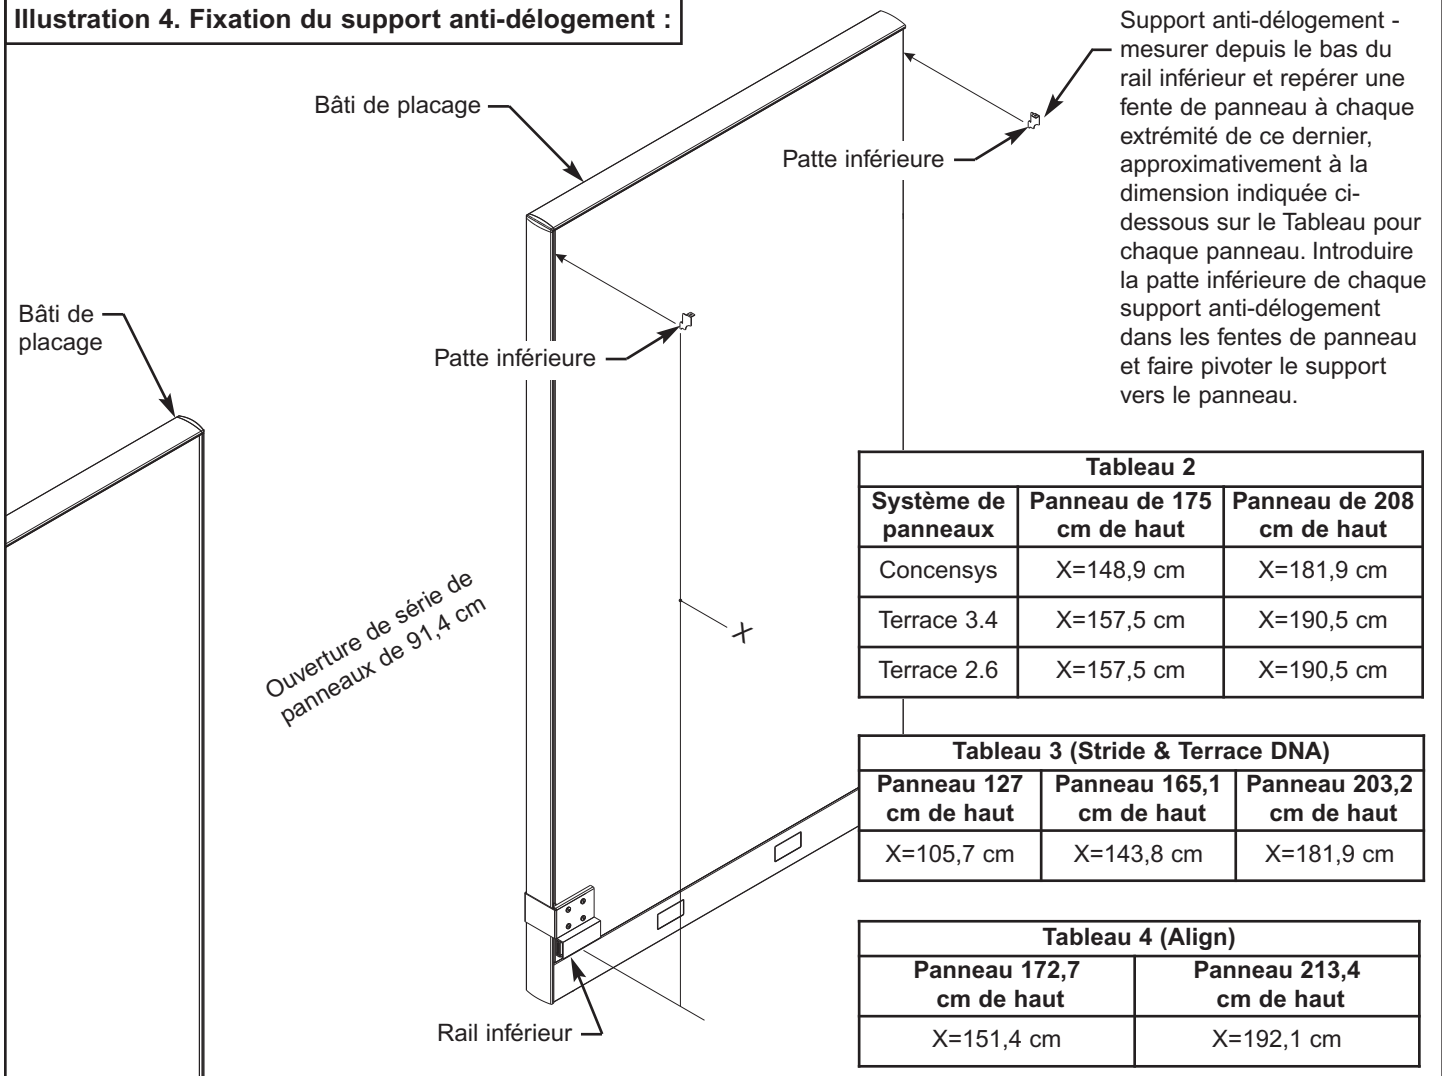 Illustration 4. Fixation du support anti-délogement :
Support anti-délogement -
mesurer depuis le bas du
rail inférieur et repérer une
fente de panneau à chaque
extrémité de ce dernier,
approximativement à la
dimension indiquée ci-
dessous sur le Tableau pour
chaque panneau. Introduire
la patte inférieure de chaque
support anti-délogement
dans les fentes de panneau
et faire pivoter le support
vers le panneau.
Bâti de placage
Patte inférieure
Bâti de
placage
Patte inférieure
Ouverture de série de
panneaux de 91,4 cm
X
Rail inférieur
Tableau 2
Système de panneaux | Panneau de 175 cm de haut | Panneau de 208 cm de haut
Concensys X=148,9 cm X=181,9 cm
Terrace 3.4 X=157,5 cm X=190,5 cm
Terrace 2.6 X=157,5 cm X=190,5 cm
Tableau 3 (Stride & Terrace DNA)
Panneau 127 Panneau 165,1 Panneau 203,2
cm de haut cm de haut cm de haut
X=105,7 cm X=143,8 cm X=181,9 cm
Tableau 4 (Align)
Panneau 172,7 Panneau 213,4
cm de haut cm de haut
X=151,4 cm X=192,1 cm